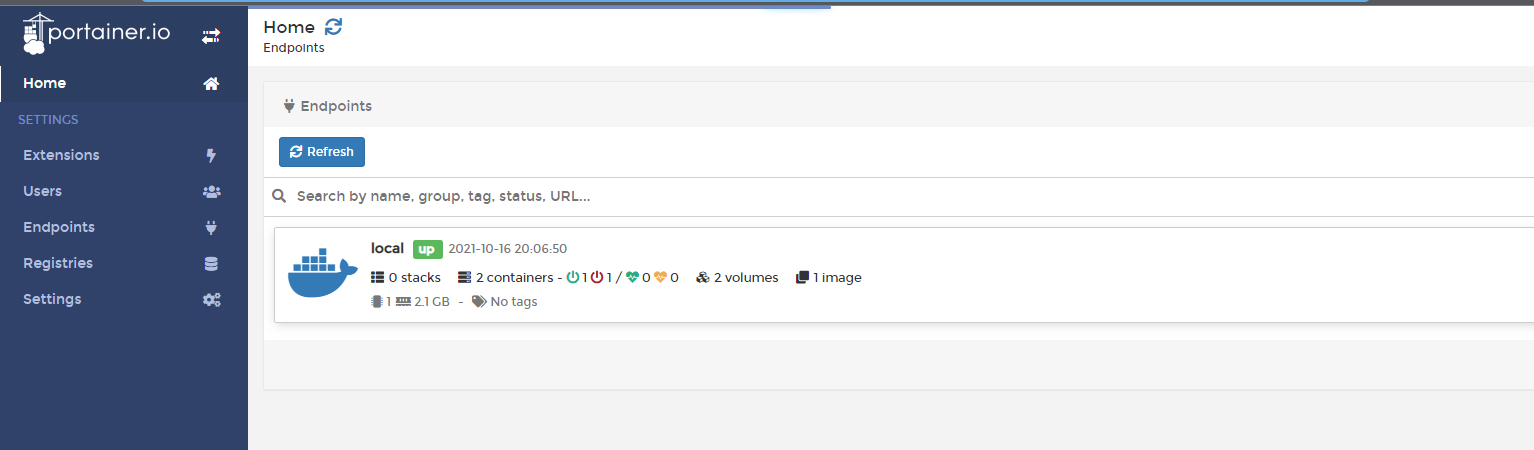 portainer.io
Home
SETTINGS
Extensions
Users
Endpoints
Registries
Settings
Home
Endpoints
Endpoints
Refresh
Search by name, group, tag, status, URL...
local up 2021-10-16 20:06:50
0 stacks 2 containers - 1 1 / 0 0 2 volumes 1 image
1 2.1 GB - No tags